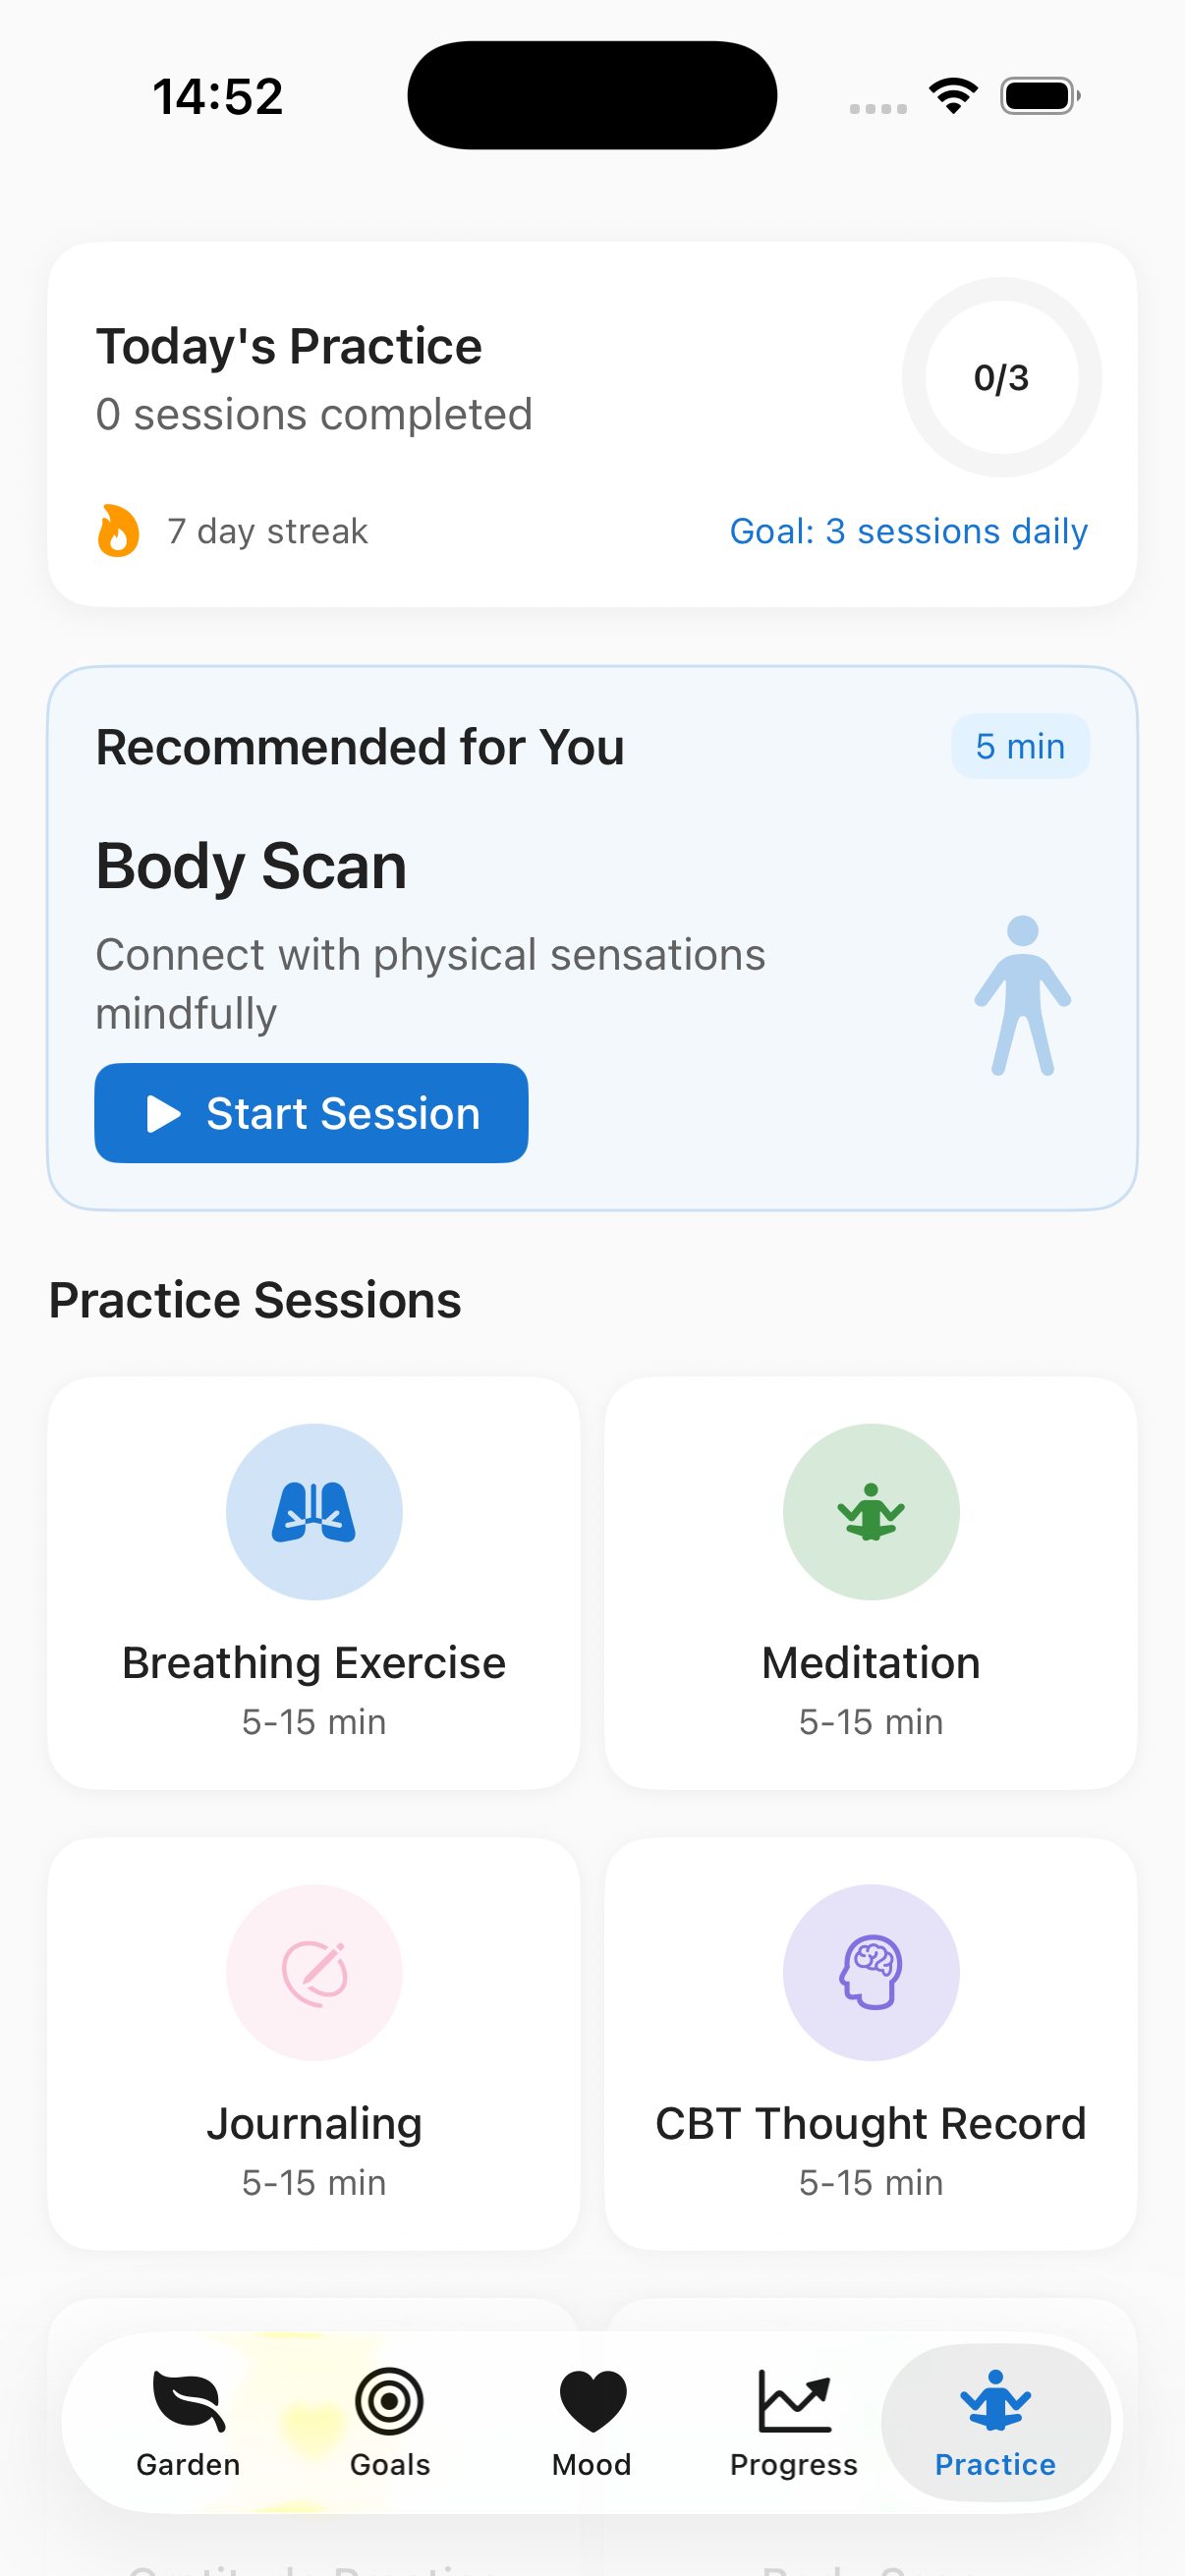 14:52
Today's Practice
0 sessions completed
0/3
7 day streak
Goal: 3 sessions daily
Recommended for You
5 min
Body Scan
Connect with physical sensations
mindfully
Start Session
Practice Sessions
Breathing Exercise
5-15 min
Meditation
5-15 min
Journaling
5-15 min
CBT Thought Record
5-15 min
Garden
Goals
Mood
Progress
Practice